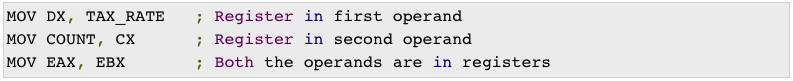 MOV DX, TAX_RATE   ; Register in first operand
MOV COUNT, CX      ; Register in second operand
MOV EAX, EBX       ; Both the operands are in registers